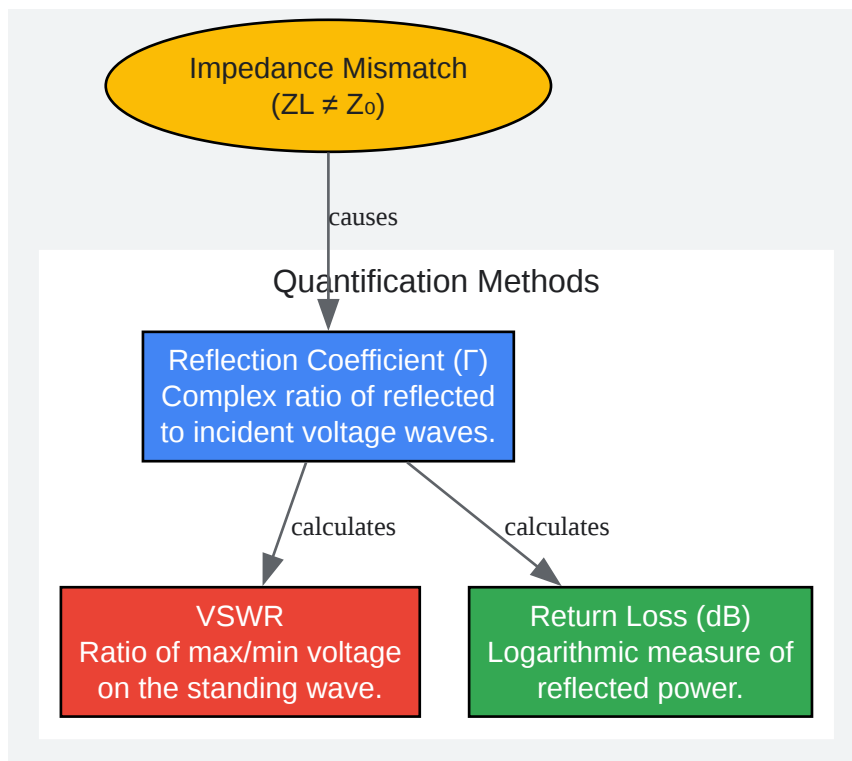 Impedance Mismatch
(ZL ≠ Z₀)
causes
Quantification Methods
Reflection Coefficient (Γ)
Complex ratio of reflected
to incident voltage waves.
calculates
calculates
VSWR
Ratio of max/min voltage
on the standing wave.
Return Loss (dB)
Logarithmic measure of
reflected power.